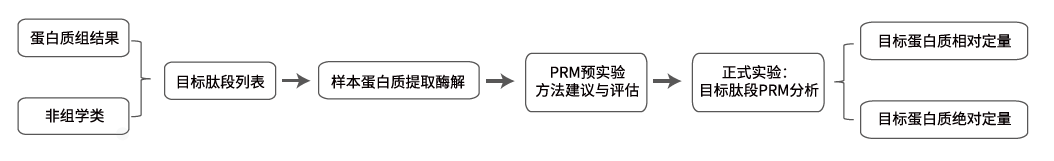 蛋白质组结果
非组学类
目标肽段列表
样本蛋白质提取酶解
PRM预实验
方法建议与评估
正式实验：
目标肽段PRM分析
目标蛋白质相对定量
目标蛋白质绝对定量